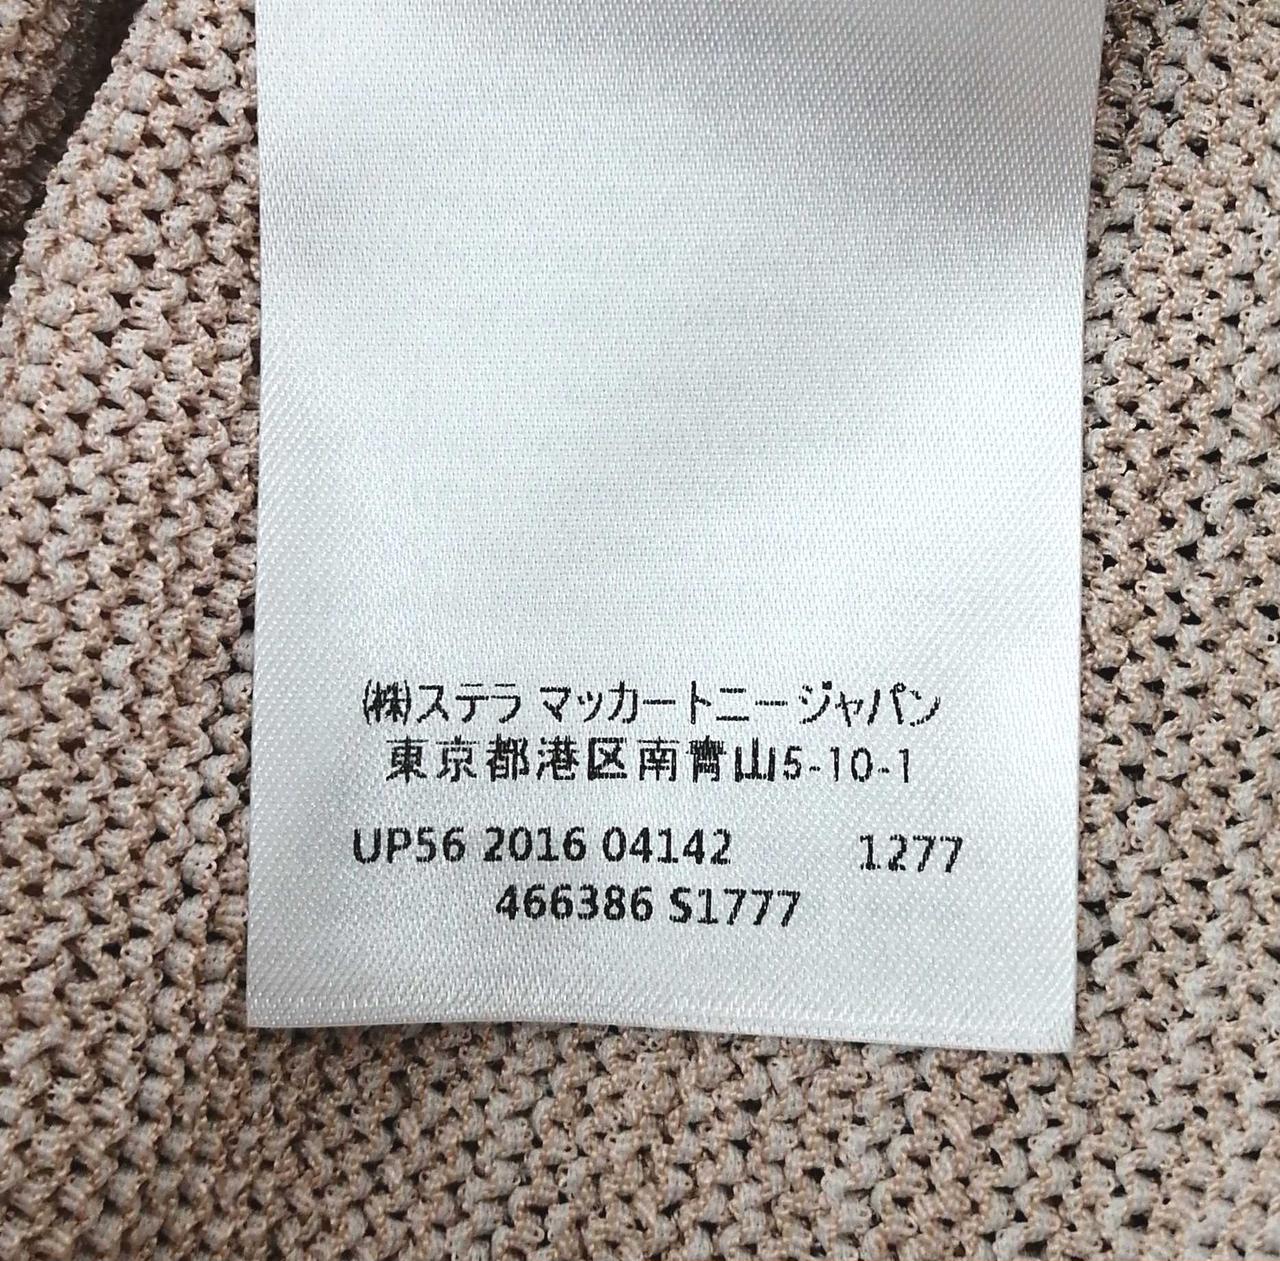 (株)ステラ マッカートニージャパン
東京都港区南青山5-10-1
UP56 2016 04142 1277
466386 S1777